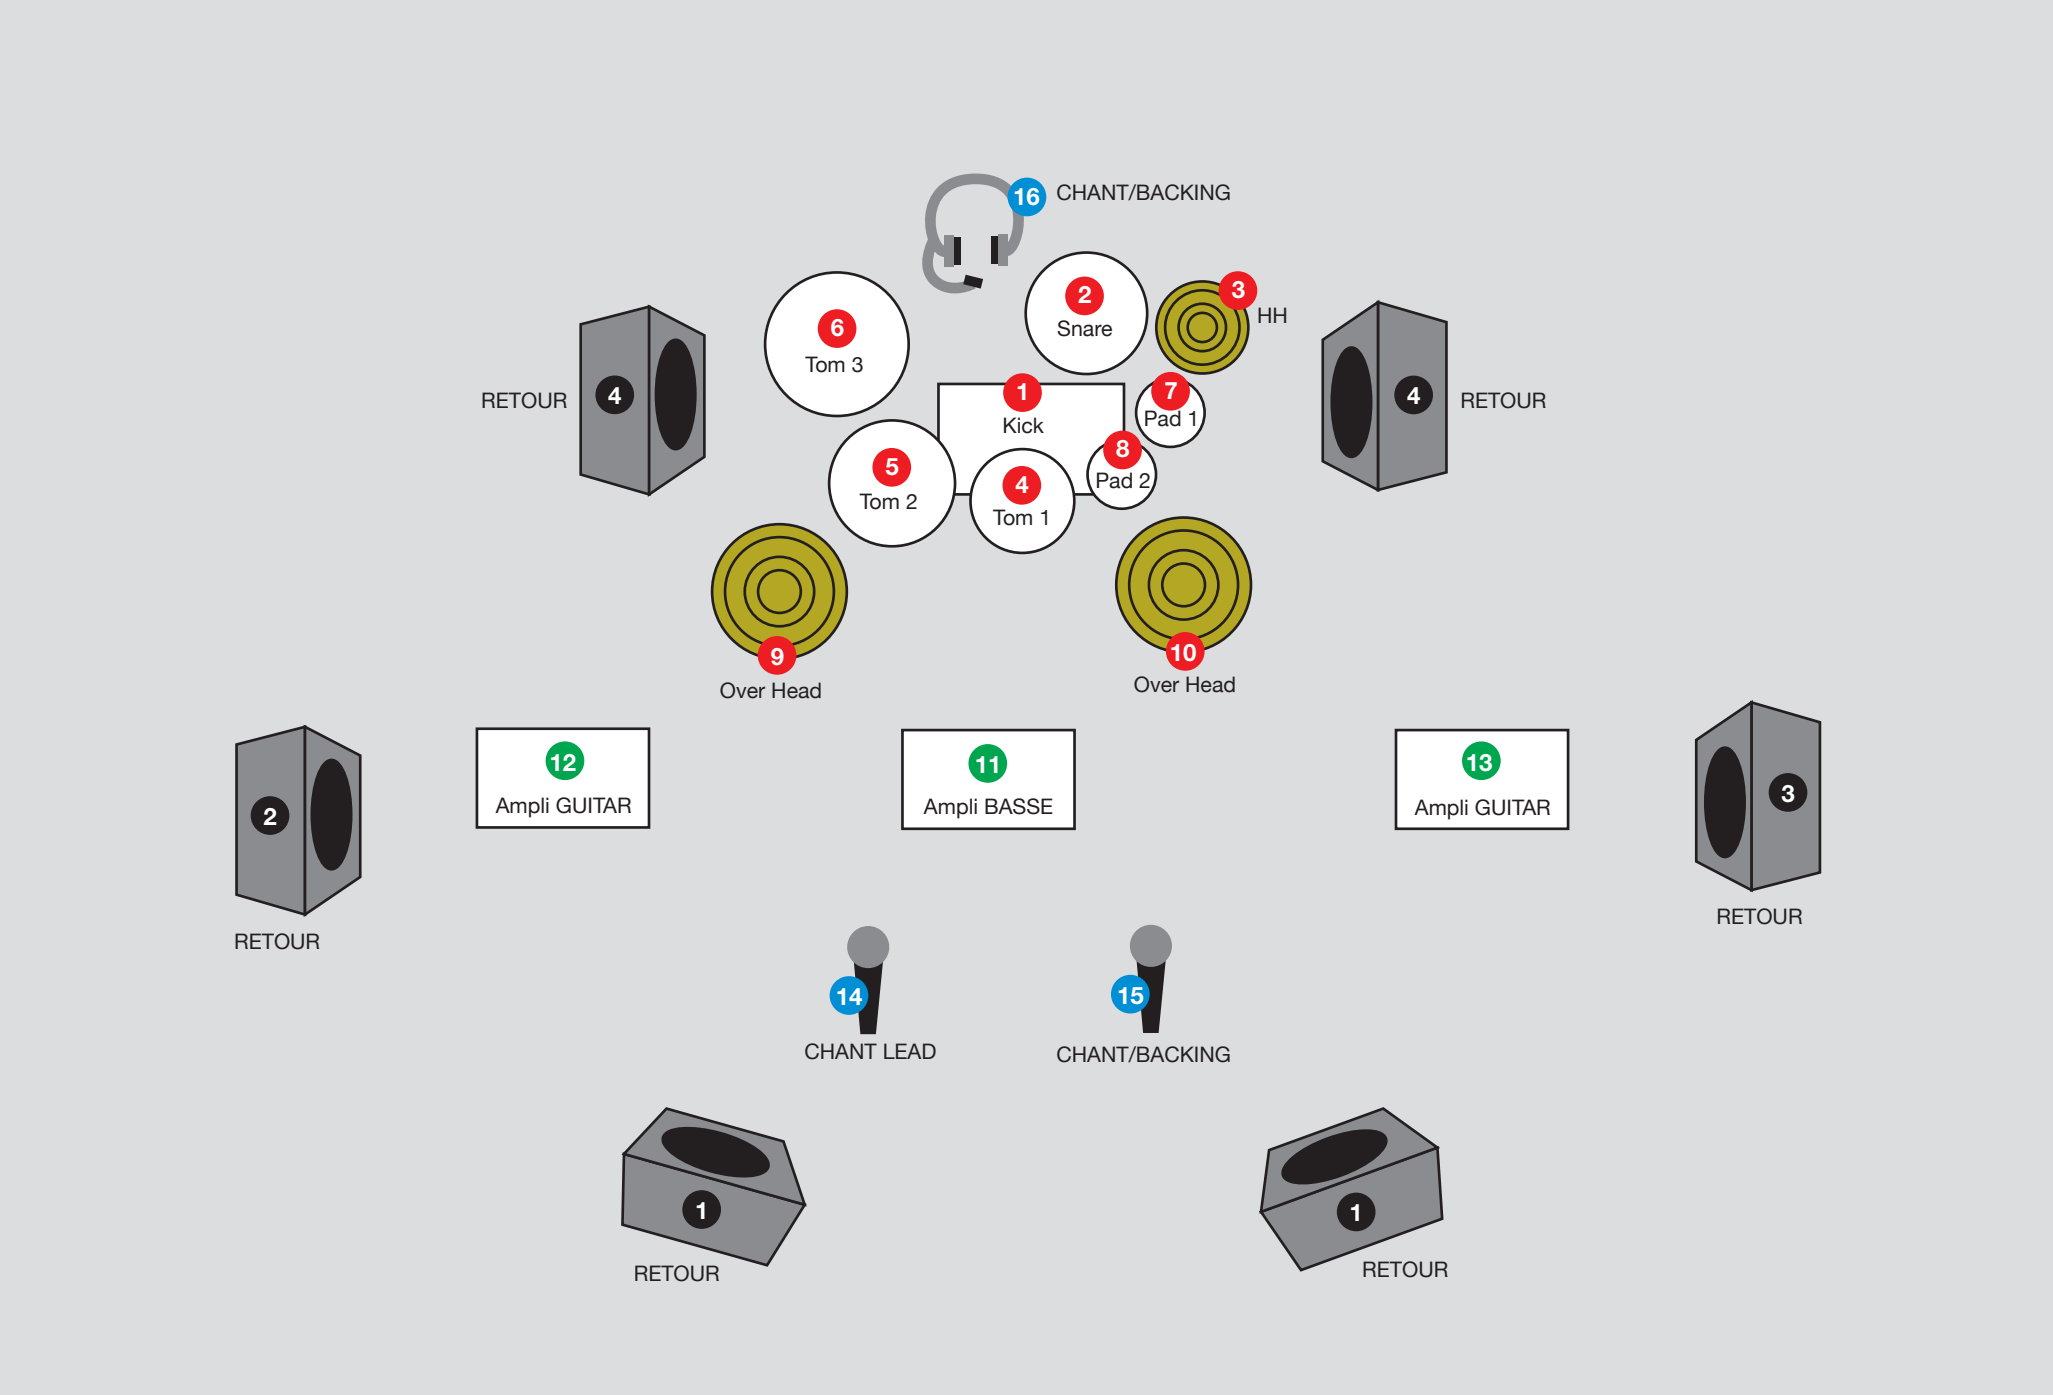 16 CHANT/BACKING
2
Snare
3
HH
6
Tom 3
RETOUR
4
1
Kick
7
Pad 1
4
RETOUR
5
Tom 2
4
Tom 1
8
Pad 2
9
Over Head
10
Over Head
2
RETOUR
12
Ampli GUITAR
11
Ampli BASSE
13
Ampli GUITAR
3
RETOUR
14
CHANT LEAD
15
CHANT/BACKING
1
RETOUR
1
RETOUR